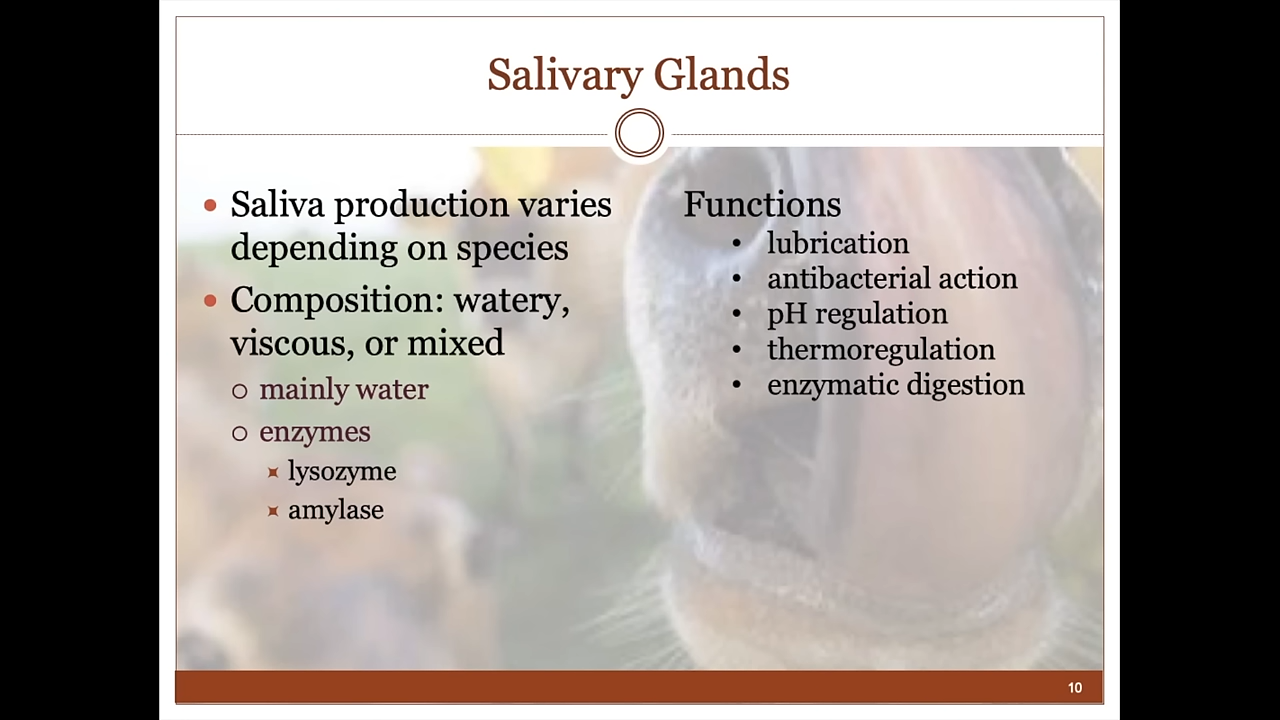 Salivary Glands
• Saliva production varies
depending on species
• Composition: watery,
viscous, or mixed
○ mainly water
○ enzymes
✦ lysozyme
✦ amylase
Functions
• lubrication
• antibacterial action
• pH regulation
• thermoregulation
• enzymatic digestion
10